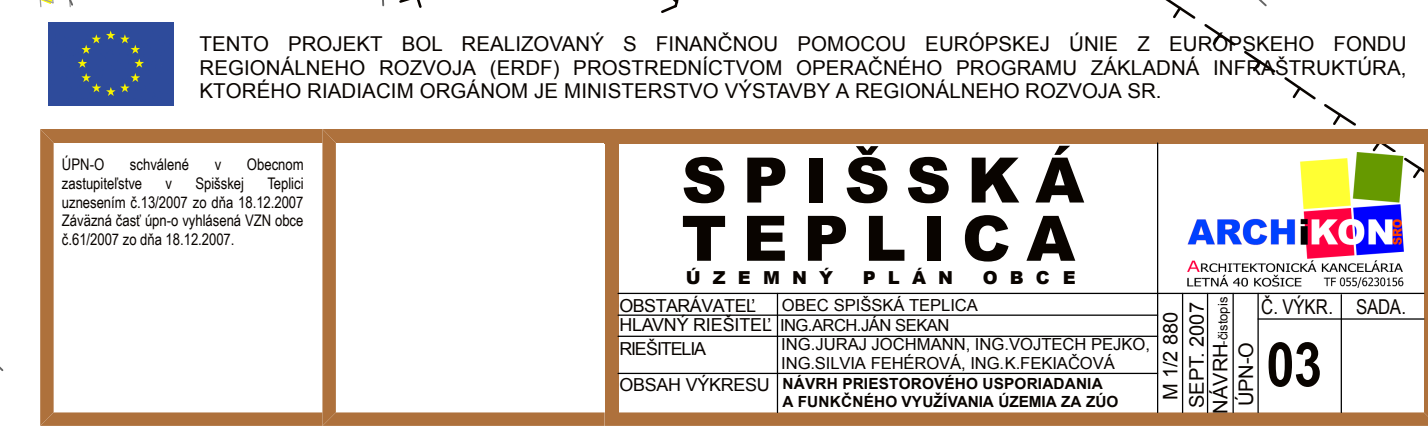 TENTO PROJEKT BOL REALIZOVANÝ S FINANČNOU POMOCOU EURÓPSKEJ ÚNIE Z EURÓPSKEHO FONDU
REGIONÁLNEHO ROZVOJA (ERDF) PROSTREDNÍCTVOM OPERAČNÉHO PROGRAMU ZÁKLADNÁ INFRAŠTRUKTÚRA,
KTORÉHO RIADIACIM ORGÁNOM JE MINISTERSTVO VÝSTAVBY A REGIONÁLNEHO ROZVOJA SR.
ÚPN-O schválené v Obecnom
zastupiteľstve v Spišskej Teplici
uznesením č.13/2007 zo dňa 18.12.2007
Záväzná časť úpn-o vyhlásená VZN obce
č.61/2007 zo dňa 18.12.2007.
SPIŠSKÁ
TEPLICA
ÚZEMNÝ PLÁN OBCE
ARCHiKON SRO
ARCHITEKTONICKÁ KANCELÁRIA
LETNÁ 40 KOŠICE TF 055/6230156
OBSTARÁVATEĽ OBEC SPIŠSKÁ TEPLICA
HLAVNÝ RIEŠITEĽ ING.ARCH.JÁN SEKAN
RIEŠITELIA ING.JURAJ JOCHMANN, ING.VOJTECH PEJKO,
ING.SILVIA FEHÉROVÁ, ING.K.FEKIAČOVÁ
OBSAH VÝKRESU NÁVRH PRIESTOROVÉHO USPORIADANIA
A FUNKČNÉHO VYUŽÍVANIA ÚZEMIA ZA ZÚO
M 1/2 880
SEPT. 2007
NÁVRH-čistopis
ÚPN-O
Č. VÝKR. SADA.
03